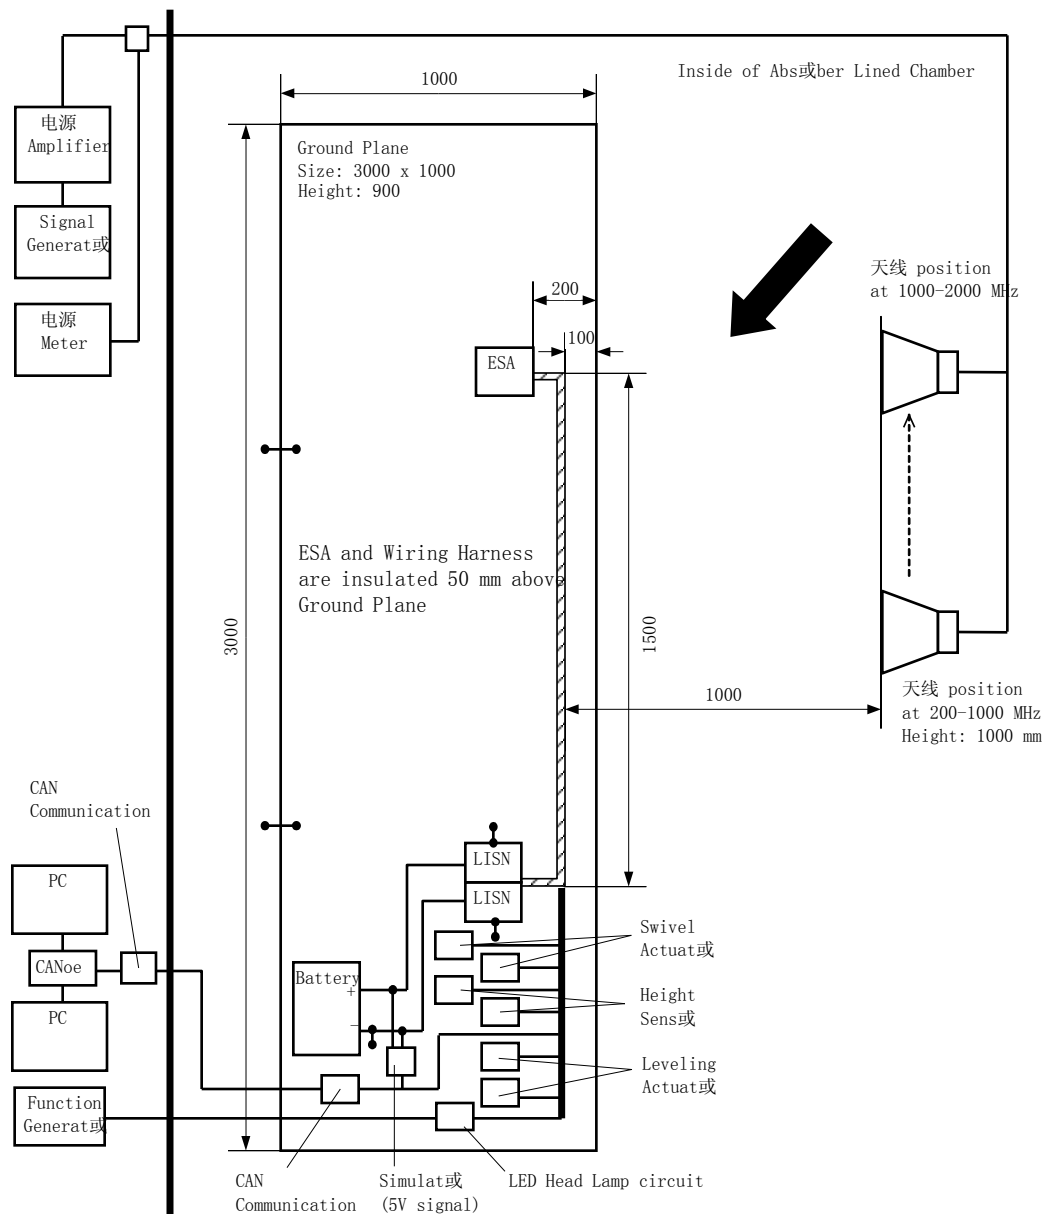 Inside of Abs或ber Lined Chamber
1000
电源
Amplifier
Ground Plane
Size: 3000 x 1000
Height: 900
Signal
Generat或
天线 position
at 1000-2000 MHz
200
电源
Meter
100
ESA
ESA and Wiring Harness
are insulated 50 mm above
Ground Plane
3000
1500
1000
天线 position
at 200-1000 MHz
Height: 1000 mm
CAN
Communication
PC
LISN
LISN
Swivel
Actuat或
CANoe
Battery
+
−
Height
Sens或
PC
Leveling
Actuat或
Function
Generat或
CAN
Communication
Simulat或
(5V signal)
LED Head Lamp circuit